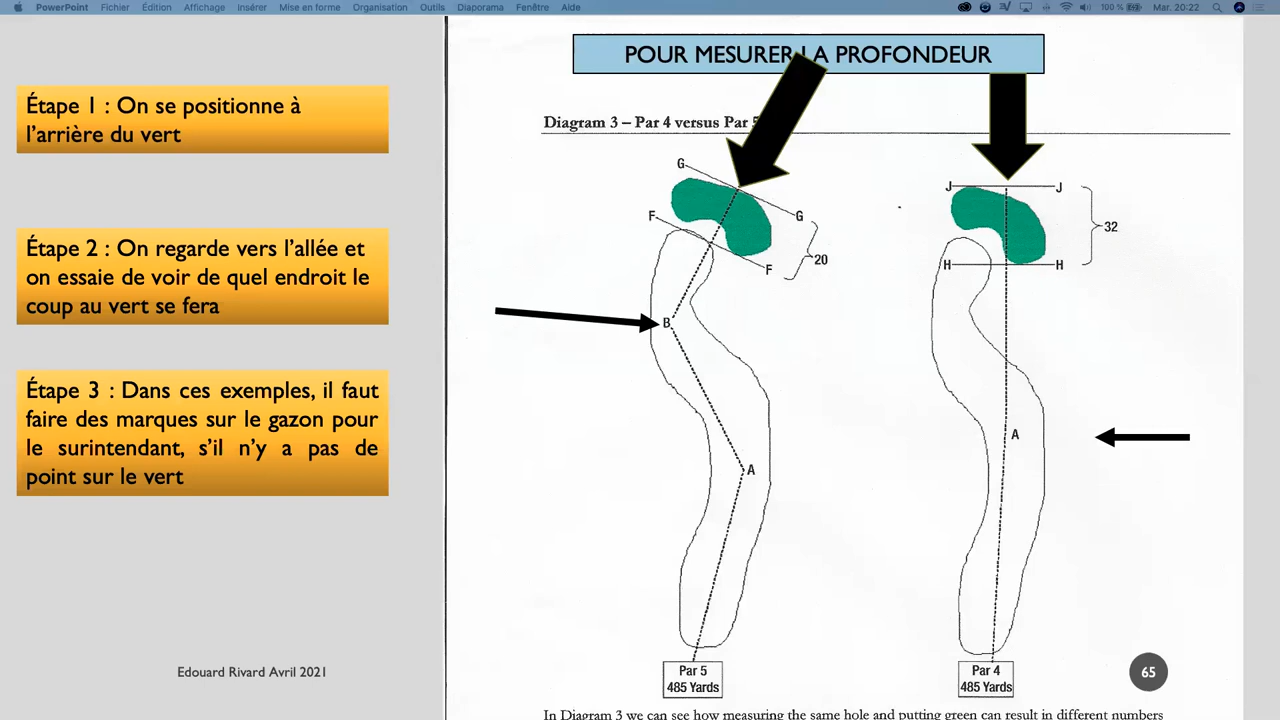 PowerPoint Fichier Édition Affichage Insérer Mise en forme Organisation Outils Diaporama Fenêtre Aide
100 % Mar. 20:22
POUR MESURER LA PROFONDEUR
Étape 1 : On se positionne à
l'arrière du vert
Étape 2 : On regarde vers l'allée et
on essaie de voir de quel endroit le
coup au vert se fera
Étape 3 : Dans ces exemples, il faut
faire des marques sur le gazon pour
le surintendant, s'il n'y a pas de
point sur le vert
Edouard Rivard Avril 2021
Diagram 3 – Par 4 versus Par 5
G
G
F
F
20
B
A
Par 5
485 Yards
J
J
32
H
H
A
Par 4
485 Yards
65
In Diagram 3 we can see how measuring the same hole and putting green can result in different numbers